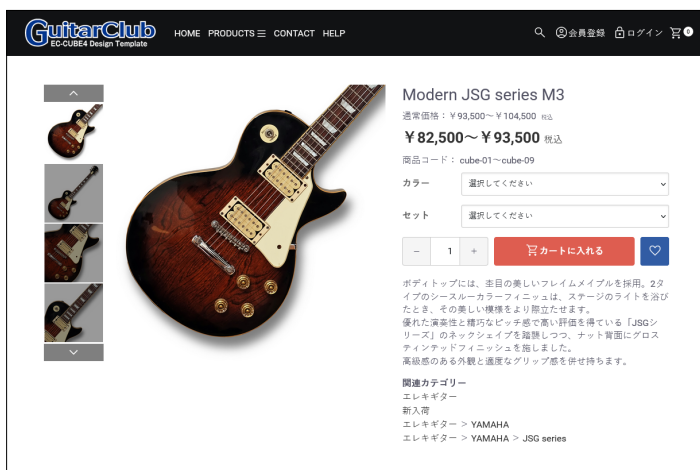 GuitarClub
EC-CUBE4 Design Template
HOME PRODUCTS CONTACT HELP
会員登録 ログイン 0
Modern JSG series M3
通常価格：￥93,500～￥104,500 税込
￥82,500～￥93,500 税込
商品コード： cube-01～cube-09
カラー 選択してください
セット 選択してください
− 1 + カートに入れる
ボディトップには、杢目の美しいフレイムメイプルを採用。2タ
イプのシースルーカラーフィニッシュは、ステージのライトを浴び
たとき、その美しい模様をより際立たせます。
優れた演奏性と精巧なピッチ感で高い評価を得ている「JSGシ
リーズ」のネックシェイプを踏襲しつつ、ナット背面にグロス
ティンテッドフィニッシュを施しました。
高級感のある外観と適度なグリップ感を併せ持ちます。
関連カテゴリー
エレキギター
新入荷
エレキギター ＞ YAMAHA
エレキギター ＞ YAMAHA ＞ JSG series